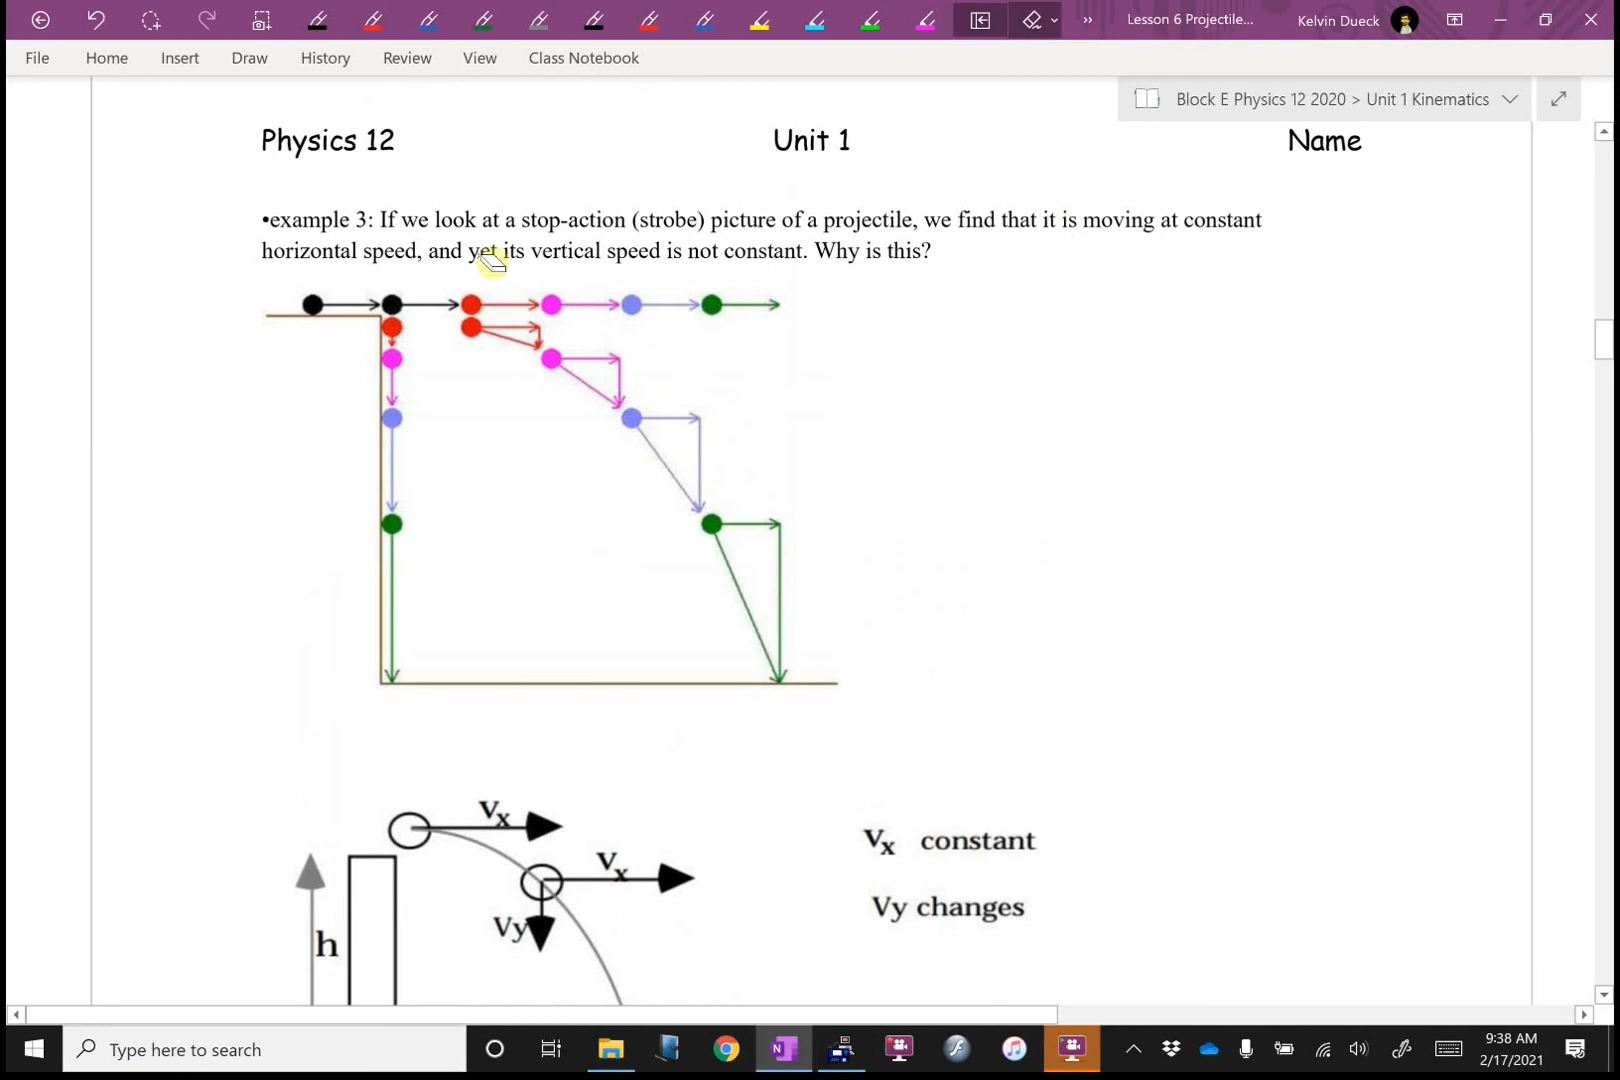 Lesson 6 Projectile...
Kelvin Dueck
File
Home
Insert
Draw
History
Review
View
Class Notebook
Block E Physics 12 2020 > Unit 1 Kinematics
Physics 12
Unit 1
Name
•example 3: If we look at a stop-action (strobe) picture of a projectile, we find that it is moving at constant
horizontal speed, and yet its vertical speed is not constant. Why is this?
Vx
Vx
Vy
h
Vx constant
Vy changes
Type here to search
9:38 AM
2/17/2021